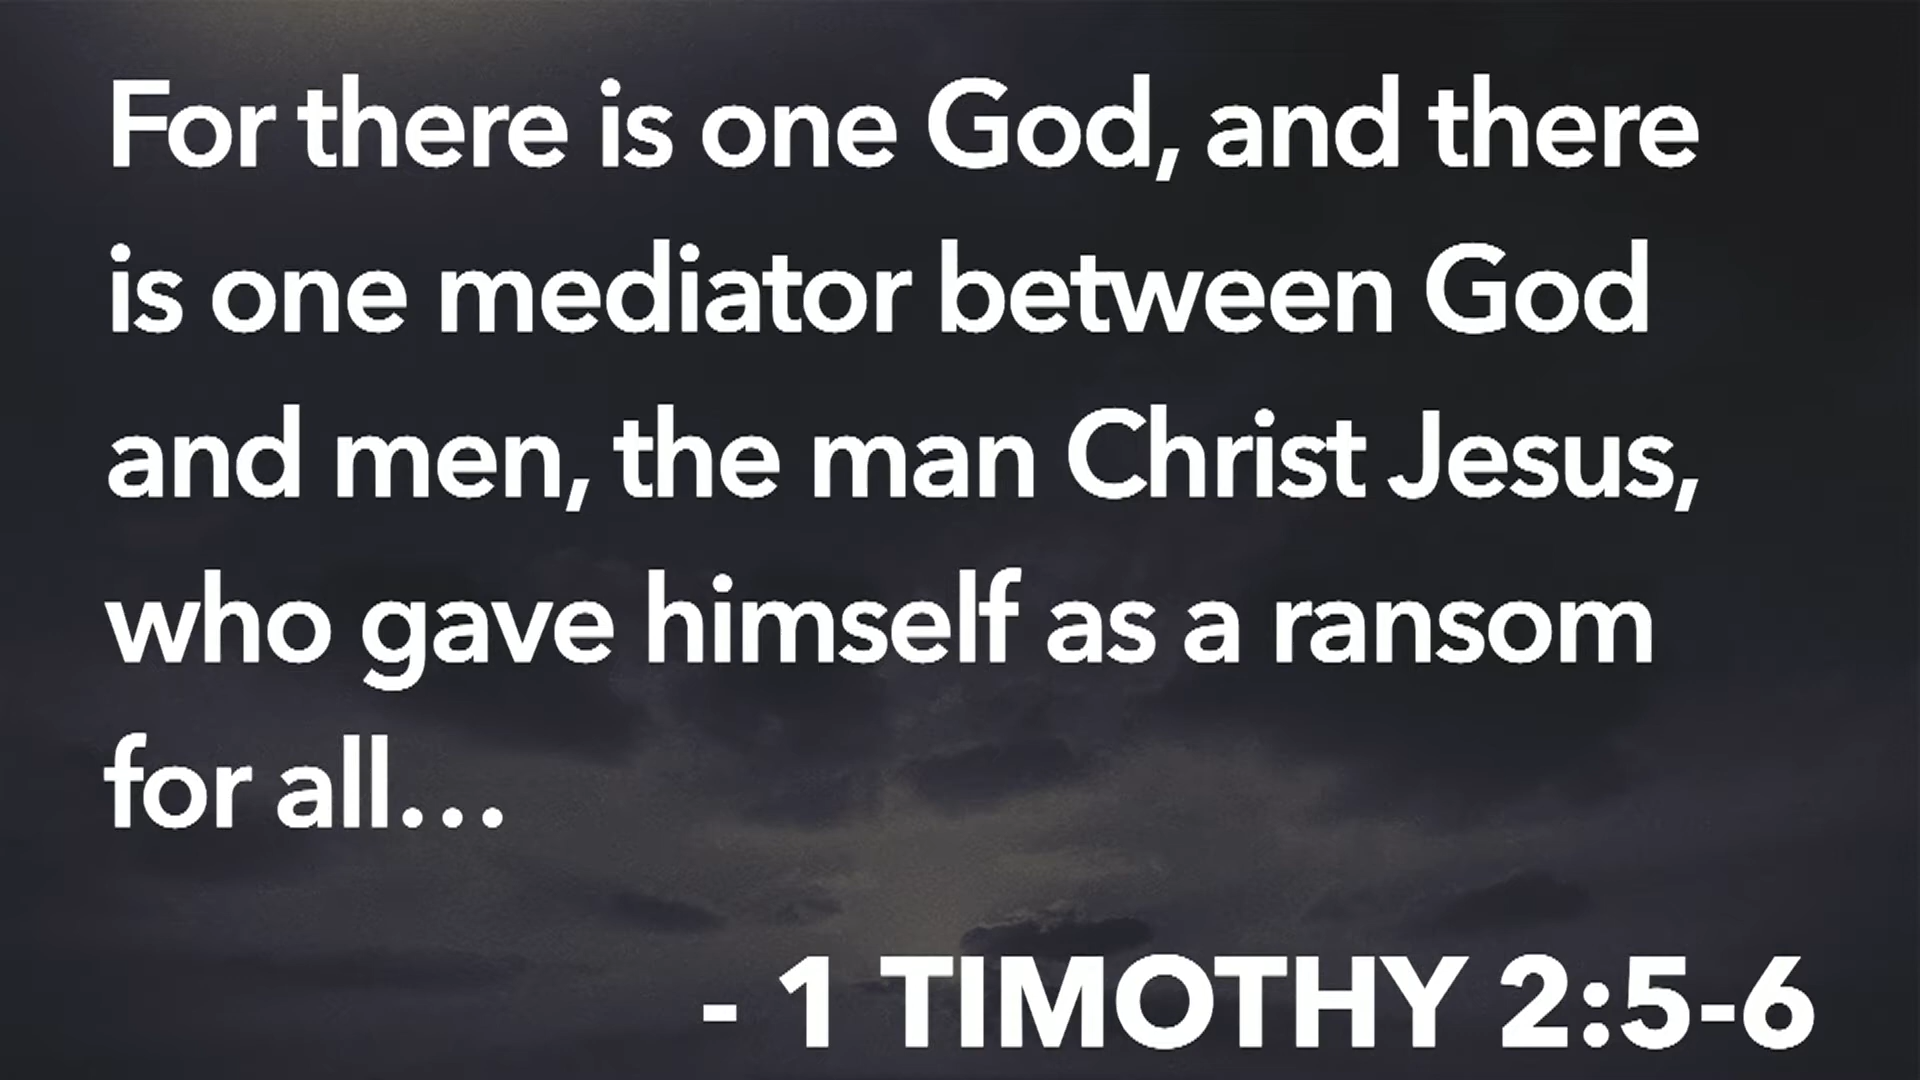 For there is one God, and there
is one mediator between God
and men, the man Christ Jesus,
who gave himself as a ransom
for all…
- 1 TIMOTHY 2:5-6